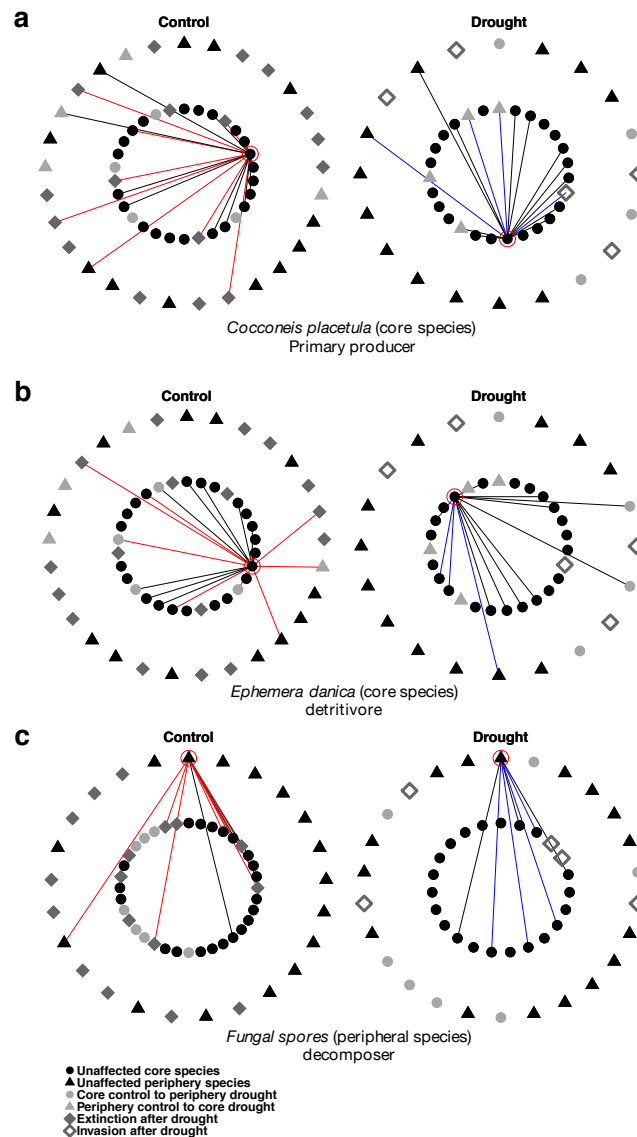 a
Control
Drought
Cocconeis placetula (core species)
Primary producer
b
Control
Drought
Ephemera danica (core species)
detritivore
c
Control
Drought
Fungal spores (peripheral species)
decomposer
Unaffected core species
Unaffected periphery species
Core control to periphery drought
Periphery control to core drought
Extinction after drought
Invasion after drought